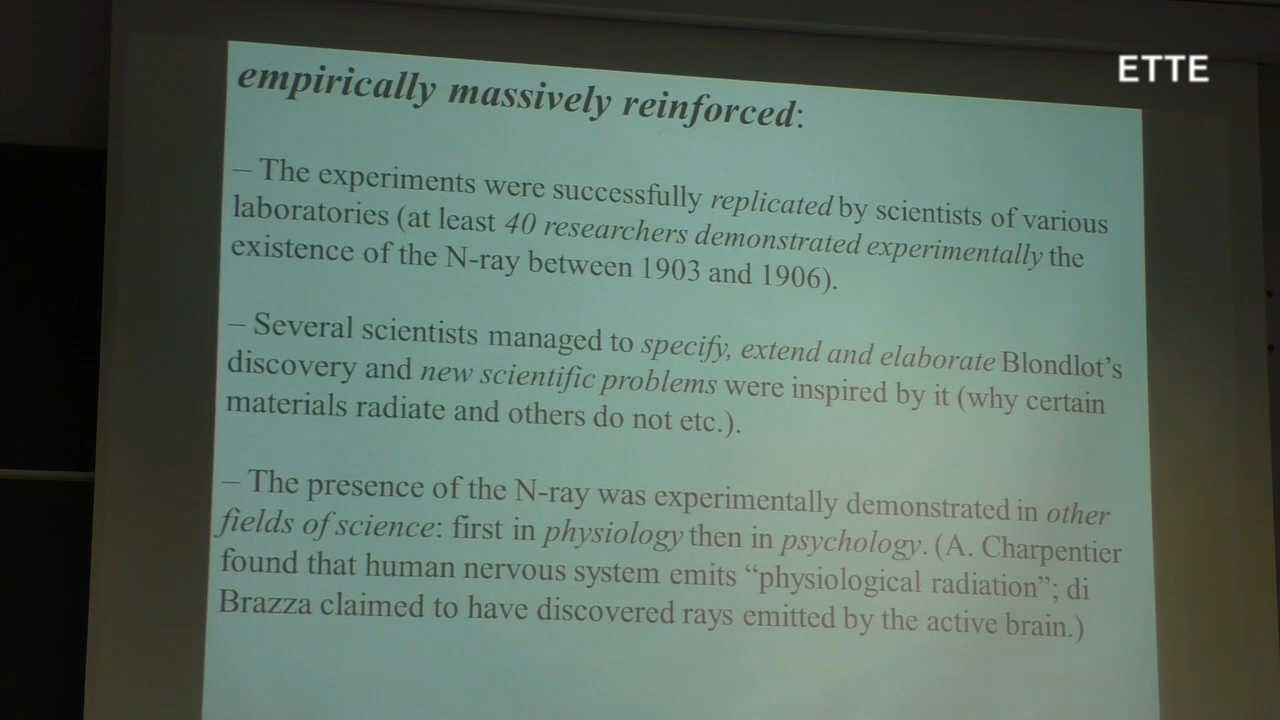 ETTE
empirically massively reinforced:
– The experiments were successfully replicated by scientists of various
laboratories (at least 40 researchers demonstrated experimentally the
existence of the N-ray between 1903 and 1906).
– Several scientists managed to specify, extend and elaborate Blondlot’s
discovery and new scientific problems were inspired by it (why certain
materials radiate and others do not etc.).
– The presence of the N-ray was experimentally demonstrated in other
fields of science: first in physiology then in psychology. (A. Charpentier
found that human nervous system emits “physiological radiation”; di
Brazza claimed to have discovered rays emitted by the active brain.)